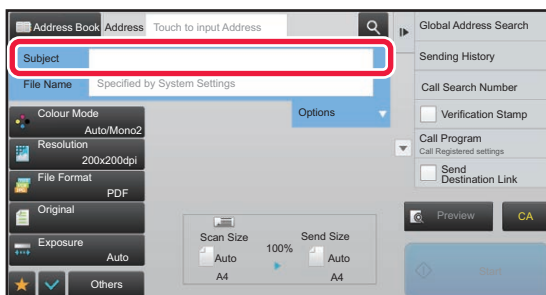 Address Book Address Touch to input Address
Subject
File Name Specified by System Settings
Options
Colour Mode
Auto/Mono2
Resolution
200x200dpi
File Format
PDF
Original
Exposure
Auto
Others
Scan Size 100% Send Size
Auto Auto
A4 A4
Global Address Search
Sending History
Call Search Number
Verification Stamp
Call Program
Call Registered settings
Send
Destination Link
Preview CA
Start